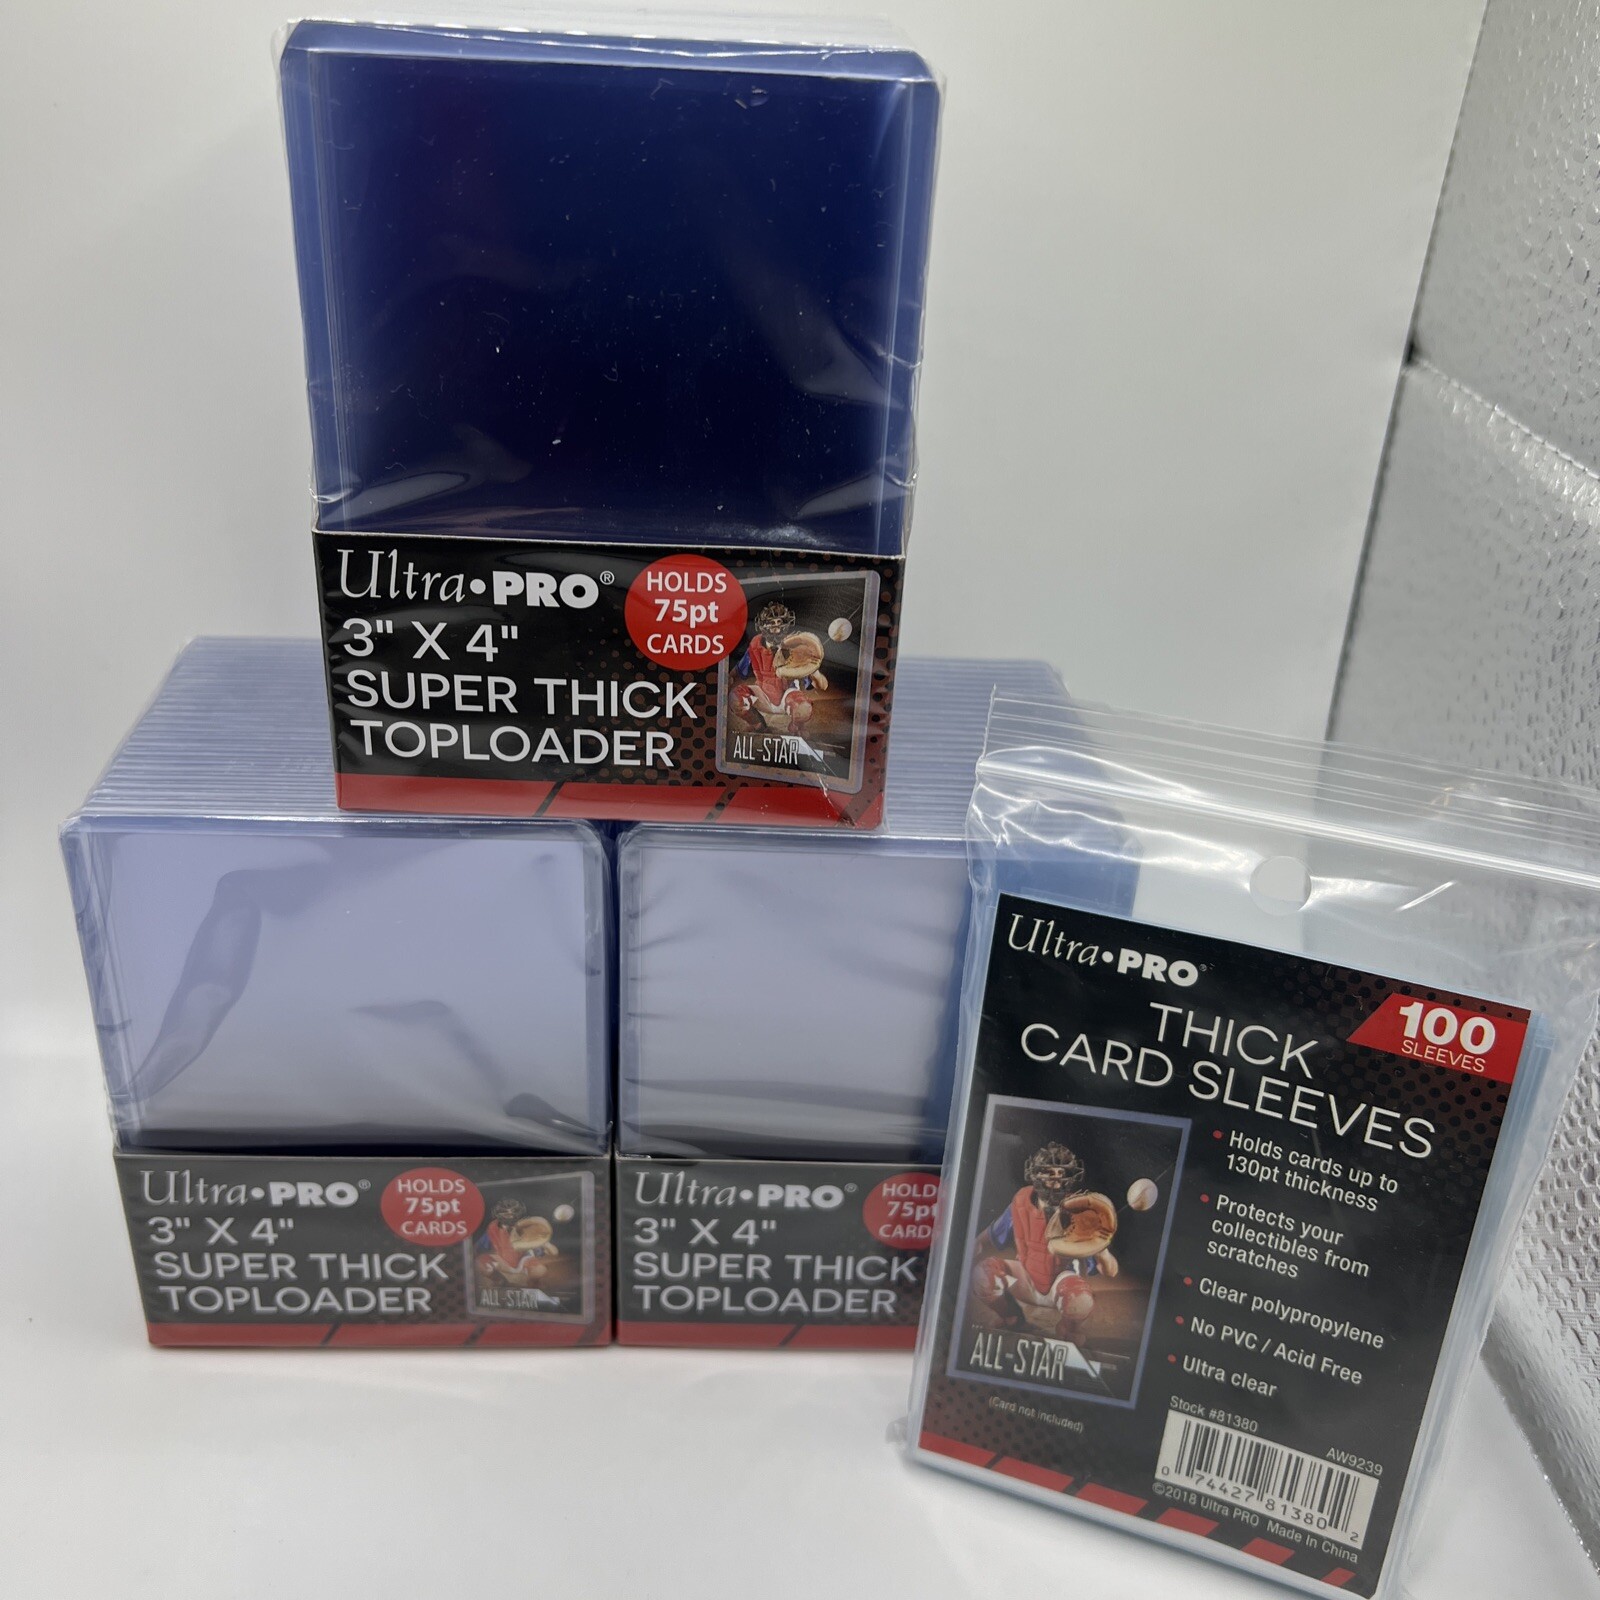 Ultra•PRO®
3" X 4"
SUPER THICK
TOPLOADER
HOLDS
75pt
CARDS
ALL-STAR
Ultra•PRO®
3" X 4"
SUPER THICK
TOPLOADER
HOLDS
75pt
CARDS
ALL-STAR
Ultra•PRO®
3" X 4"
SUPER THICK
TOPLOADER
HOLD
75pt
CARD
Ultra•PRO®
THICK
CARD SLEEVES
100
SLEEVES
• Holds cards up to
130pt thickness
• Protects your
collectibles from
scratches
• Clear polypropylene
• No PVC / Acid Free
• Ultra clear
ALL-STAR
(Card not included)
Stock #81380
AW9239
0 74427 81380 2
©2018 Ultra PRO Made In China